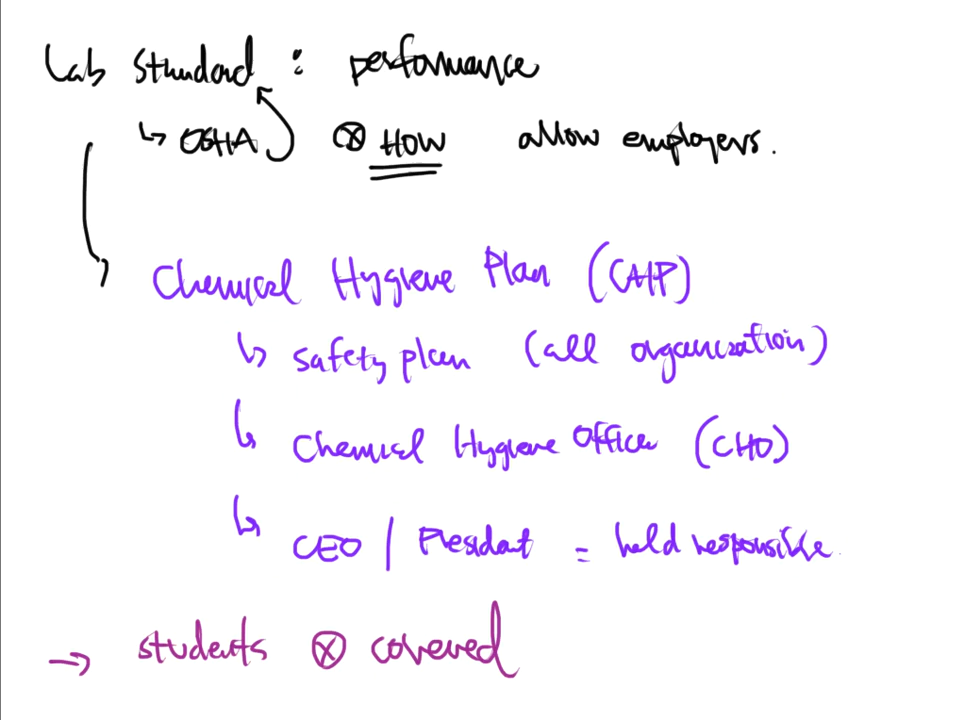 Lab Standard : performance
↳ OSHA ⊗ HOW allow employers.
Chemical Hygiene Plan (CHP)
↳ safety plan (all organization)
↳ Chemical Hygiene Officer (CHO)
↳ CEO / President = held responsible.
→ students ⊗ covered